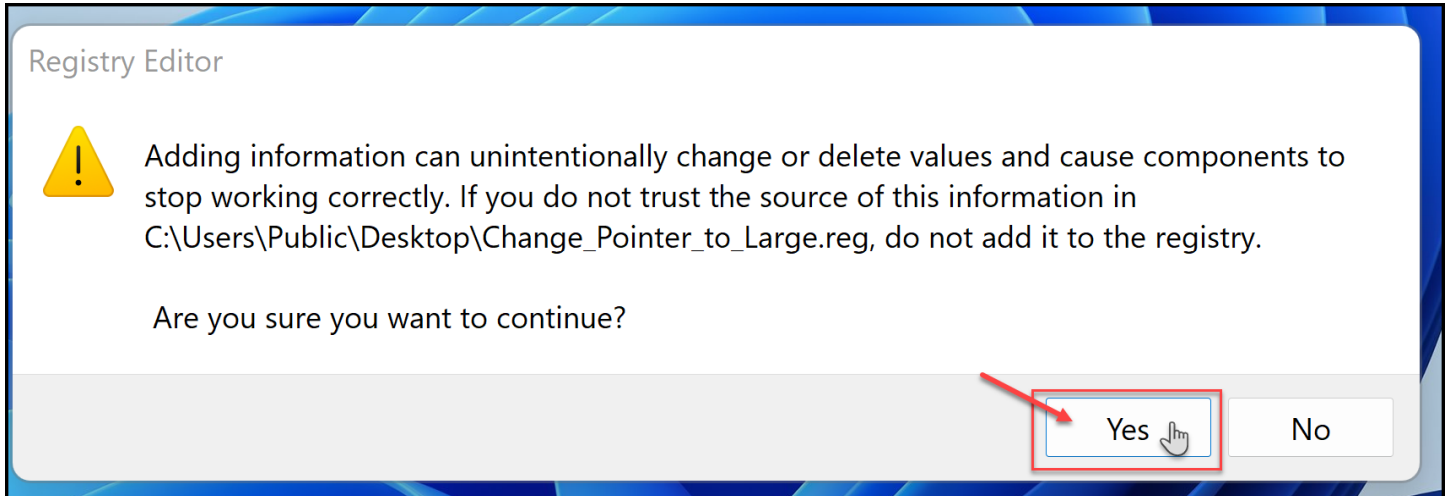 Registry Editor
Adding information can unintentionally change or delete values and cause components to
stop working correctly. If you do not trust the source of this information in
C:\Users\Public\Desktop\Change_Pointer_to_Large.reg, do not add it to the registry.
Are you sure you want to continue?
Yes No